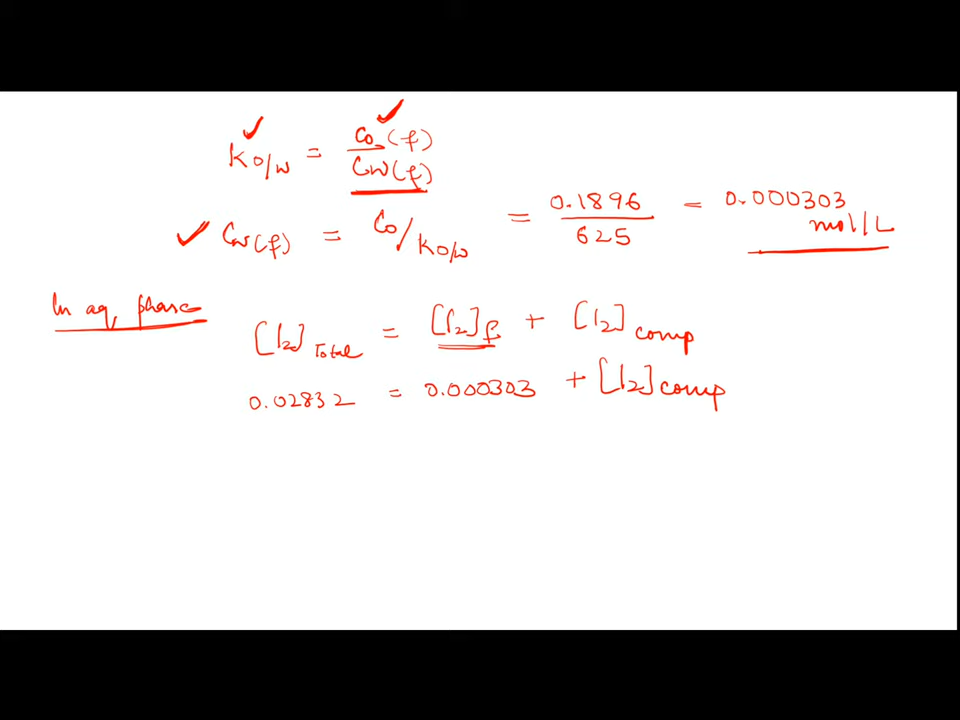 Ko/w = Co(f) / Cw(f)
Cw(f) = Co/Ko/w = 0.1896 / 625 = 0.000303 mol/L
In aq. phase
[I2] Total = [I2]f + [I2] comp
0.02832 = 0.000303 + [I2] comp